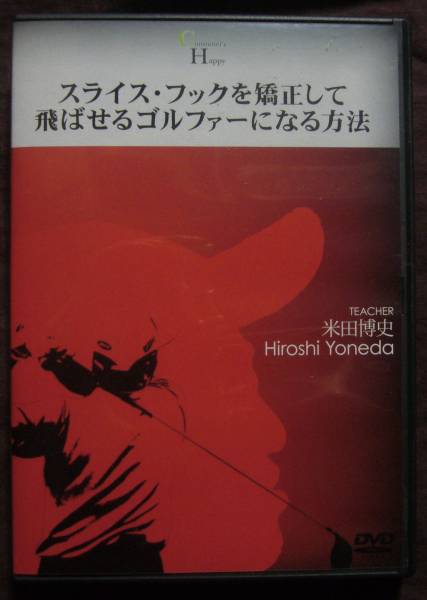 Customer's
Happy
スライス・フックを矯正して
飛ばせるゴルファーになる方法
TEACHER
米田博史
Hiroshi Yoneda
DVD